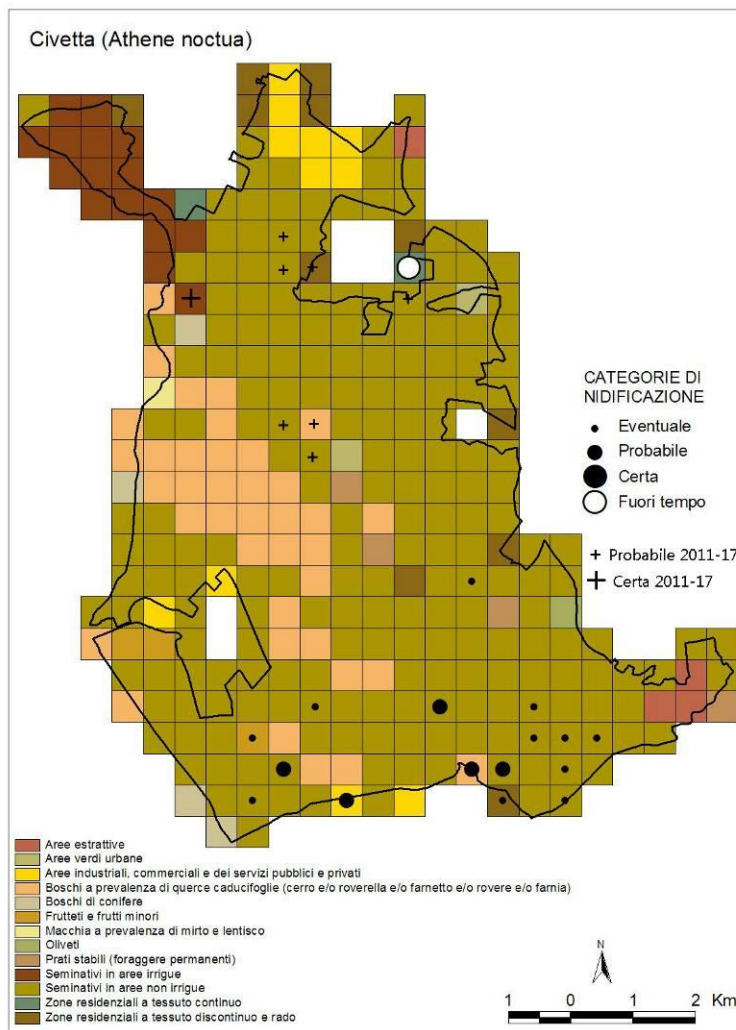 Civetta (Athene noctua)
CATEGORIE DI
NIDIFICAZIONE
Eventuale
Probabile
Certa
Fuori tempo
Probabile 2011-17
Certa 2011-17
Aree estrattive
Aree verdi urbane
Aree industriali, commerciali e dei servizi pubblici e privati
Boschi a prevalenza di querce caducifoglie (cerro e/o roverella e/o farnetto e/o rovere e/o farnia)
Boschi di conifere
Frutteti e frutti minori
Macchia a prevalenza di mirto e lentisco
Oliveti
Prati stabili (foraggere permanenti)
Seminativi in aree irrigue
Seminativi in aree non irrigue
Zone residenziali a tessuto continuo
Zone residenziali a tessuto discontinuo e rado
N
1 0 1 2 Km